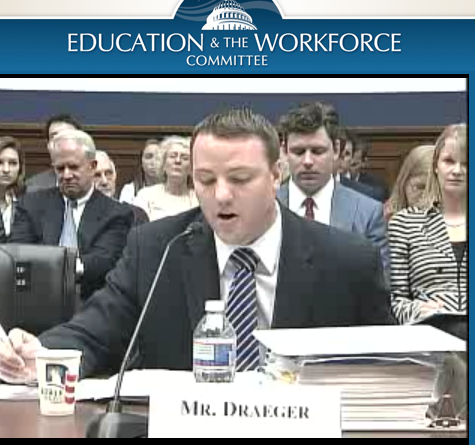 EDUCATION & THE WORKFORCE
COMMITTEE
MR. DRAEGER